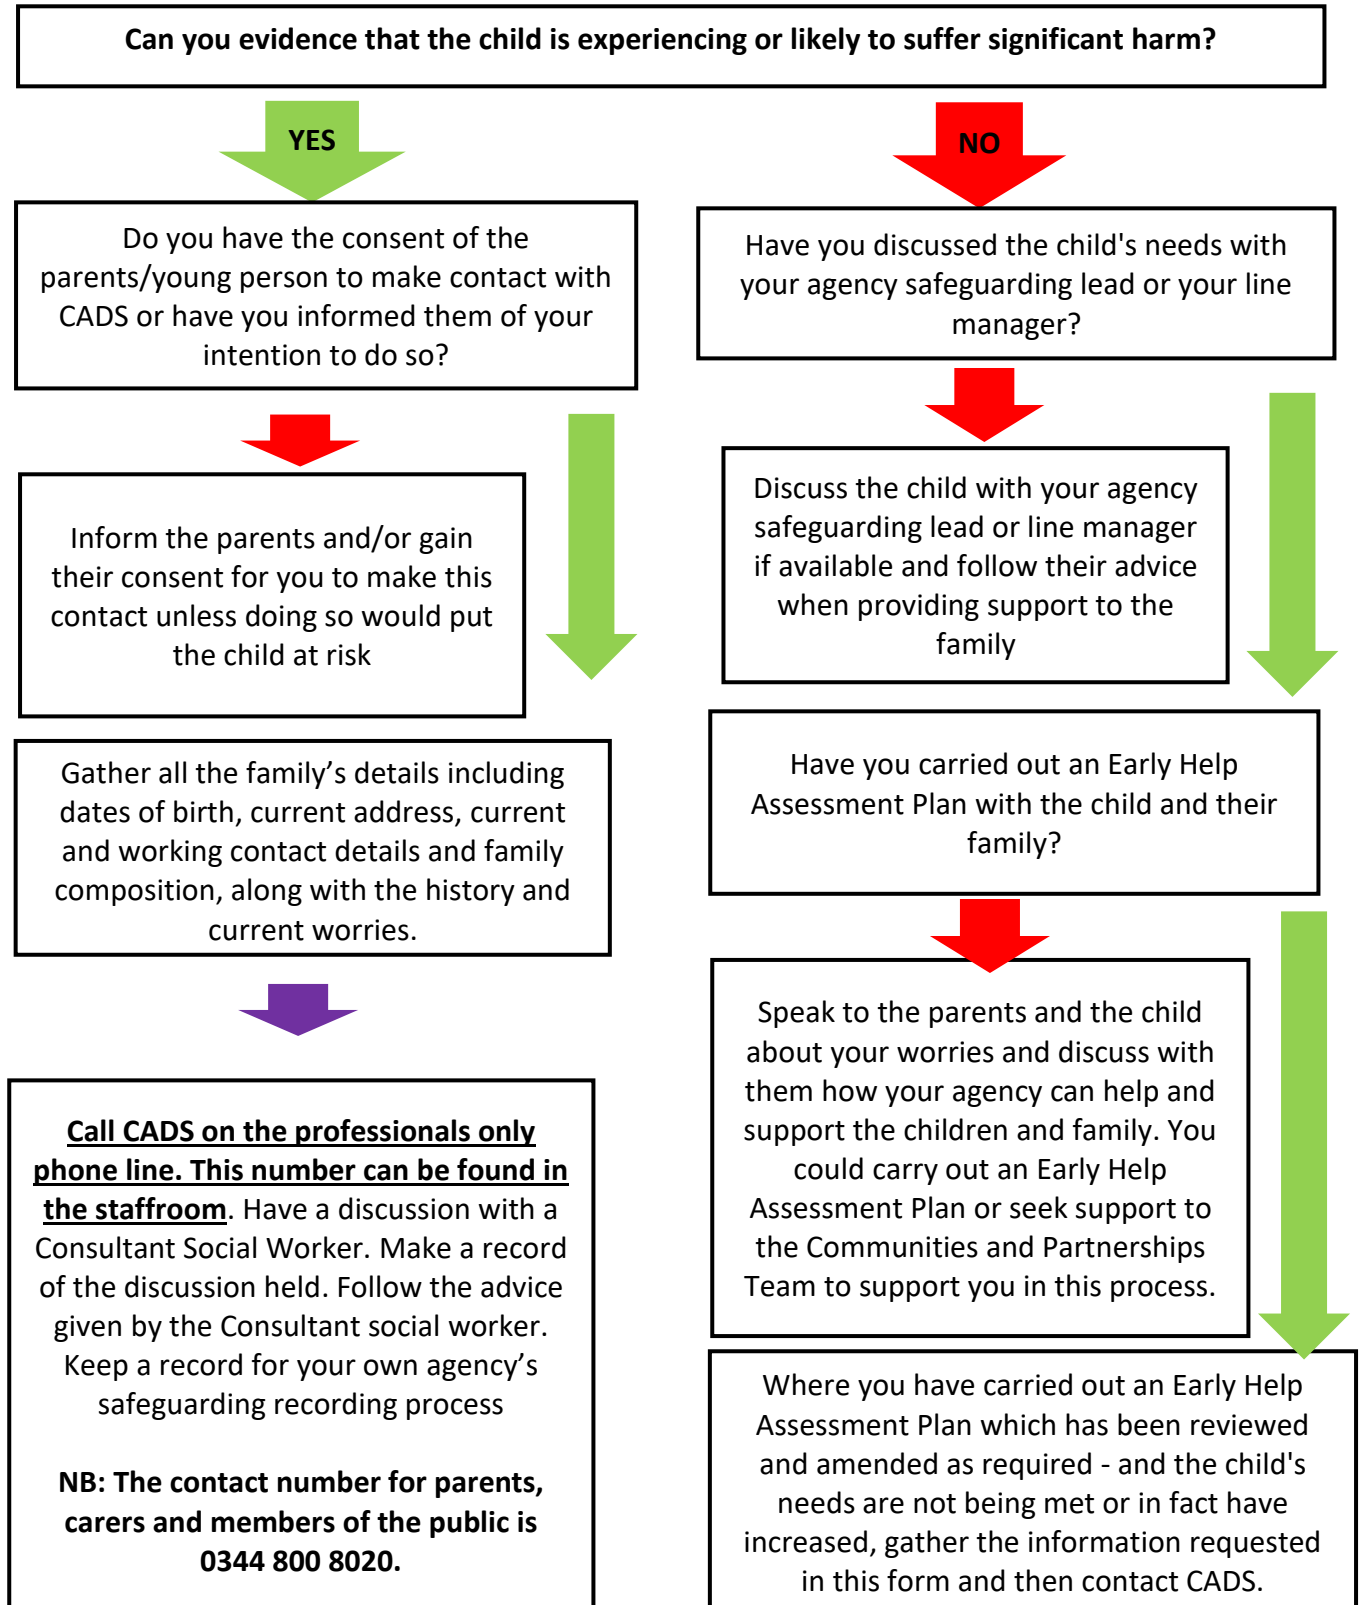 Can you evidence that the child is experiencing or likely to suffer significant harm?
YES
NO
Do you have the consent of the
parents/young person to make contact with
CADS or have you informed them of your
intention to do so?
Have you discussed the child's needs with
your agency safeguarding lead or your line
manager?
Inform the parents and/or gain
their consent for you to make this
contact unless doing so would put
the child at risk
Discuss the child with your agency
safeguarding lead or line manager
if available and follow their advice
when providing support to the
family
Gather all the family’s details including
dates of birth, current address, current
and working contact details and family
composition, along with the history and
current worries.
Have you carried out an Early Help
Assessment Plan with the child and their
family?
Call CADS on the professionals only
phone line. This number can be found in
the staffroom. Have a discussion with a
Consultant Social Worker. Make a record
of the discussion held. Follow the advice
given by the Consultant social worker.
Keep a record for your own agency’s
safeguarding recording process
NB: The contact number for parents,
carers and members of the public is
0344 800 8020.
Speak to the parents and the child
about your worries and discuss with
them how your agency can help and
support the children and family. You
could carry out an Early Help
Assessment Plan or seek support to
the Communities and Partnerships
Team to support you in this process.
Where you have carried out an Early Help
Assessment Plan which has been reviewed
and amended as required - and the child's
needs are not being met or in fact have
increased, gather the information requested
in this form and then contact CADS.